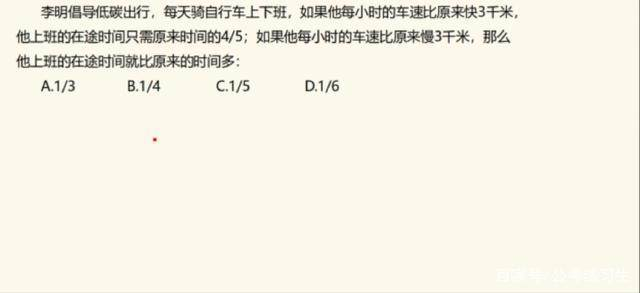 李明倡导低碳出行，每天骑自行车上下班，如果他每小时的车速比原来快3千米，
他上班的在途时间只需原来时间的4/5；如果他每小时的车速比原来慢3千米，那么
他上班的在途时间就比原来的时间多：
A.1/3 B.1/4 C.1/5 D.1/6